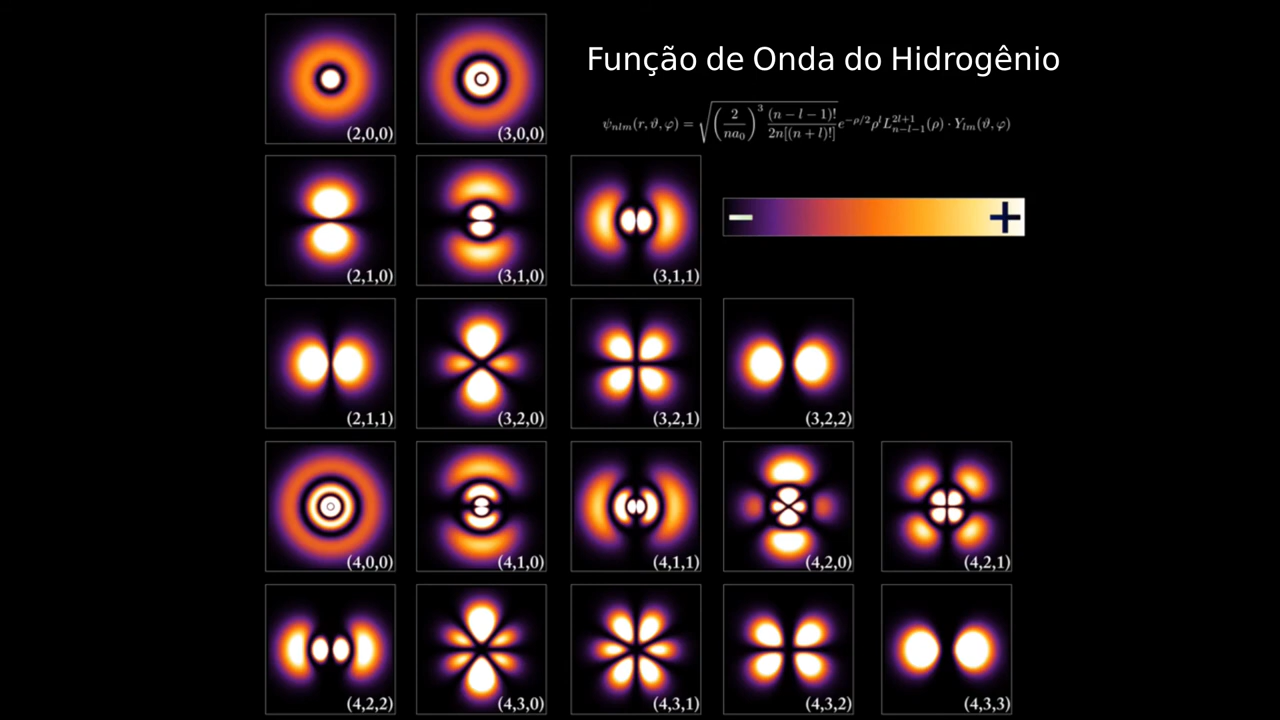 Função de Onda do Hidrogênio
(2,0,0) (3,0,0)
ψnlm(r, ϑ, φ) = √((2/na₀)³ (n − l − 1)!/2n[(n + l)!]) e^{−ρ/2} ρ^l L_{n−l−1}^{2l+1}(ρ) · Y_{lm}(ϑ, φ)
− +
(2,1,0) (3,1,0) (3,1,1)
(2,1,1) (3,2,0) (3,2,1) (3,2,2)
(4,0,0) (4,1,0) (4,1,1) (4,2,0) (4,2,1)
(4,2,2) (4,3,0) (4,3,1) (4,3,2) (4,3,3)